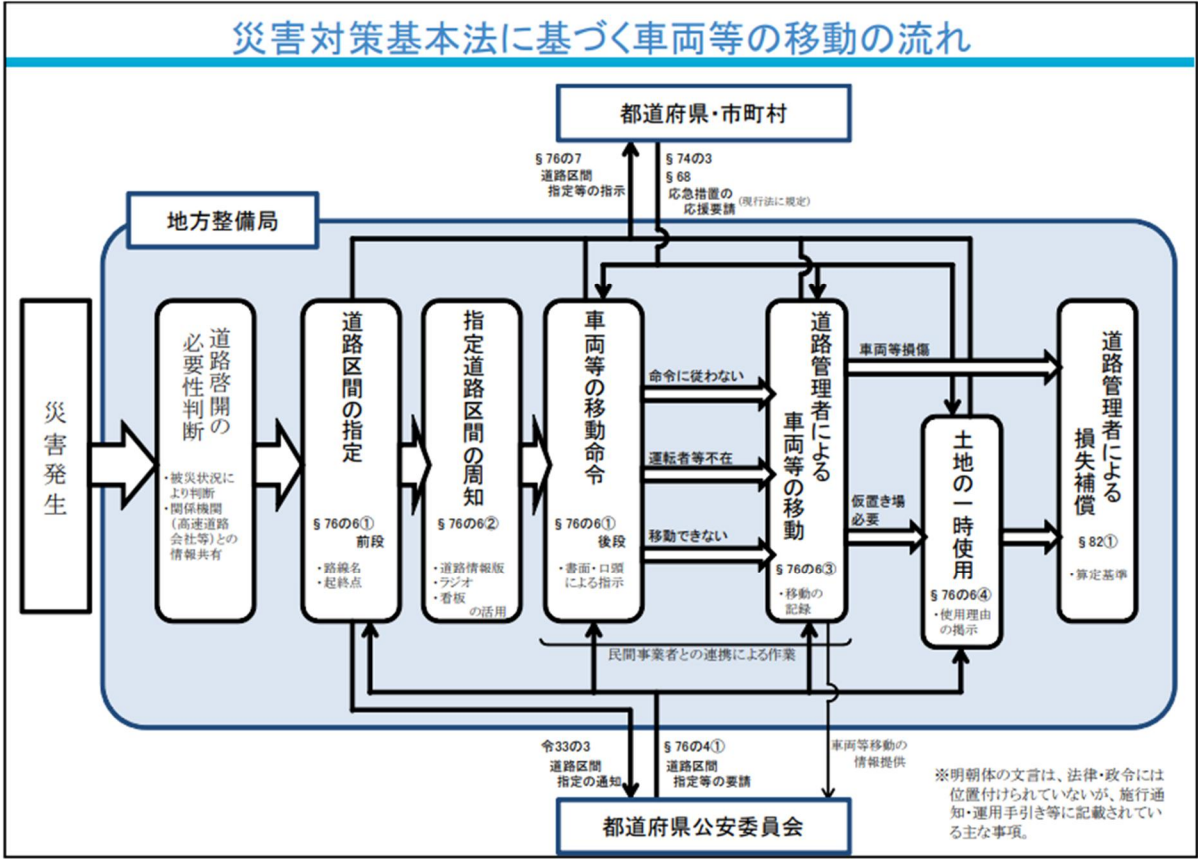 災害対策基本法に基づく車両等の移動の流れ
都道府県・市町村
§76の7
道路区間
指定等の指示
§74の3
§68
応急措置の
応援要請
(現行法に規定)
地方整備局
災害発生
道路啓開の
必要性判断
・被災状況に
より判断
・関係機関
(高速道路
会社等)との
情報共有
道路区間の指定
§76の6①
前段
・路線名
・起終点
指定道路区間の周知
§76の6②
・道路情報版
・ラジオ
・看板
の活用
車両等の移動命令
§76の6①
後段
・書面・口頭
による指示
命令に従わない
運転者等不在
移動できない
道路管理者による
車両等の移動
§76の6③
・移動の
記録
車両等損傷
仮置き場
必要
土地の一時使用
§76の6④
・使用理由
の掲示
道路管理者による
損失補償
§82①
・算定基準
民間事業者との連携による作業
令33の3
道路区間
指定の通知
§76の4①
道路区間
指定等の要請
車両等移動の
情報提供
都道府県公安委員会
※明朝体の文言は、法律・政令には
位置付けられていないが、施行通
知・運用手引き等に記載されてい
る主な事項。